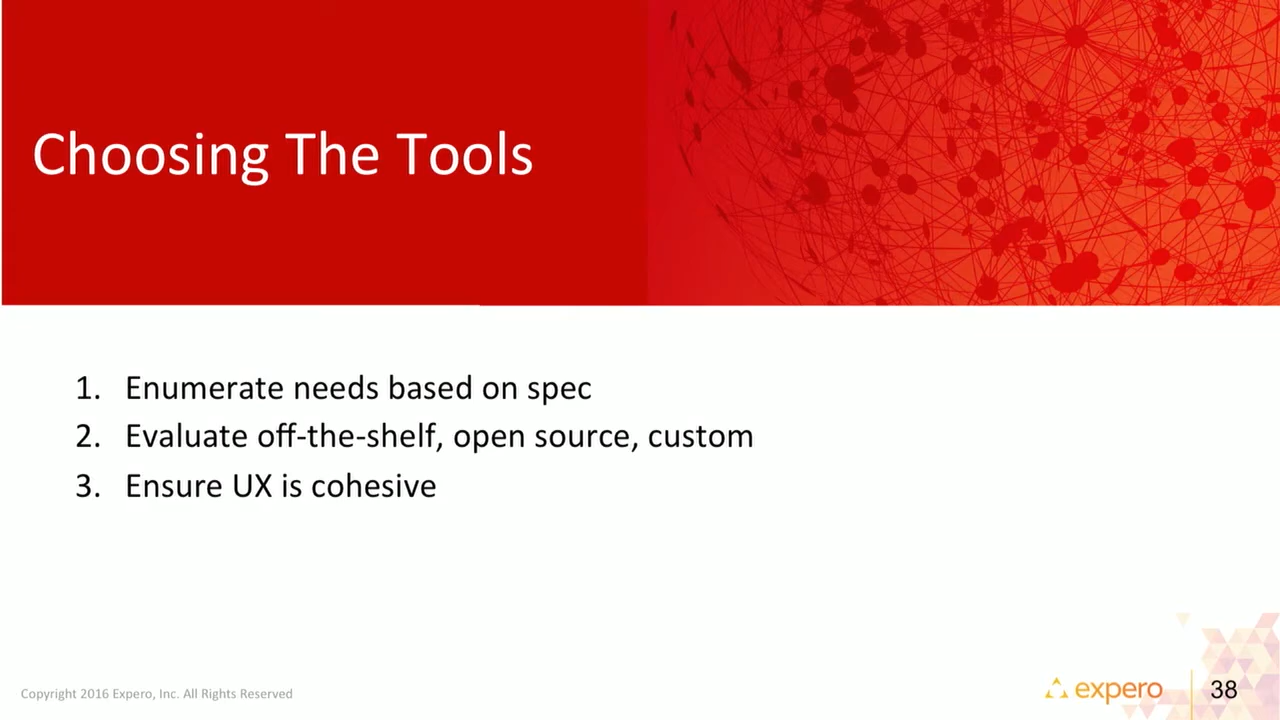 Choosing The Tools
1. Enumerate needs based on spec
2. Evaluate off-the-shelf, open source, custom
3. Ensure UX is cohesive
Copyright 2016 Expero, Inc. All Rights Reserved
expero
38